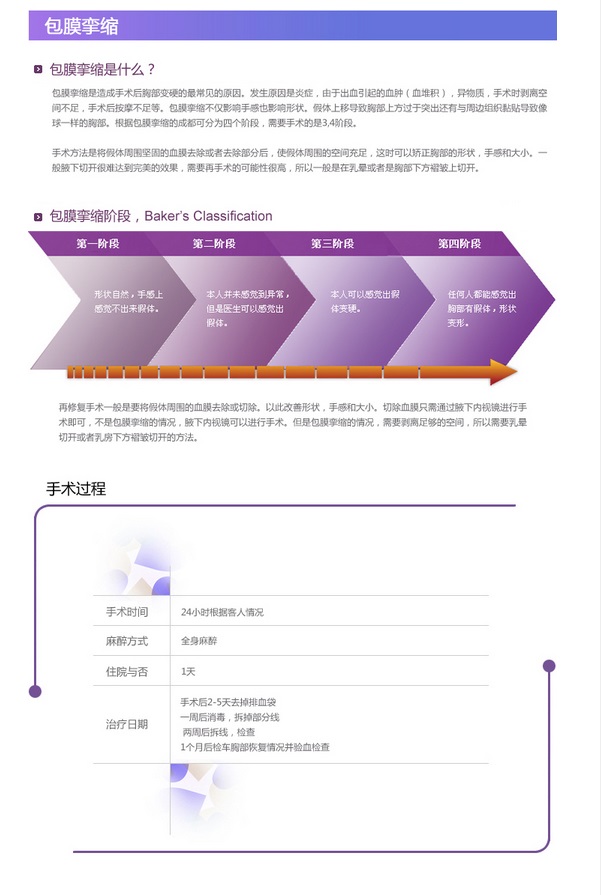 包膜挛缩
包膜挛缩是什么？
包膜挛缩是造成手术后胸部变硬的最常见的原因。发生原因是炎症，由于出血引起的血肿（血堆积），异物质，手术时剥离空
间不足，手术后按摩不足等。包膜挛缩不仅影响手感也影响形状。假体上移导致胸部上方过于突出还有与周边组织黏贴导致像
球一样的胸部。根据包膜挛缩的成都可分为四个阶段，需要手术的是3,4阶段。
手术方法是将假体周围坚固的血膜去除或者去除部分后，使假体周围的空间充足，这时可以矫正胸部的形状，手感和大小。一
般腋下切开很难达到完美的效果，需要再手术的可能性很高，所以一般是在乳晕或者是胸部下方褶皱上切开。
包膜挛缩阶段，Baker's Classification
第一阶段
第二阶段
第三阶段
第四阶段
形状自然，手感上
感觉不出来假体。
本人并未感觉到异常，
但是医生可以感觉出
假体。
本人可以感觉出假
体变硬。
任何人都能感觉出
胸部有假体，形状
变形。
再修复手术一般是要将假体周围的血膜去除或切除。以此改善形状，手感和大小。切除血膜只需通过腋下内视镜进行手
术即可，不是包膜挛缩的情况，腋下内视镜可以进行手术。但是包膜挛缩的情况，需要剥离足够的空间，所以需要乳晕
切开或者乳房下方褶皱切开的方法。
手术过程
手术时间 24小时根据客人情况
麻醉方式 全身麻醉
住院与否 1天
手术后2-5天去掉排血袋
一周后消毒，拆掉部分线
治疗日期
两周后拆线，检查
1个月后检车胸部恢复情况并验血检查